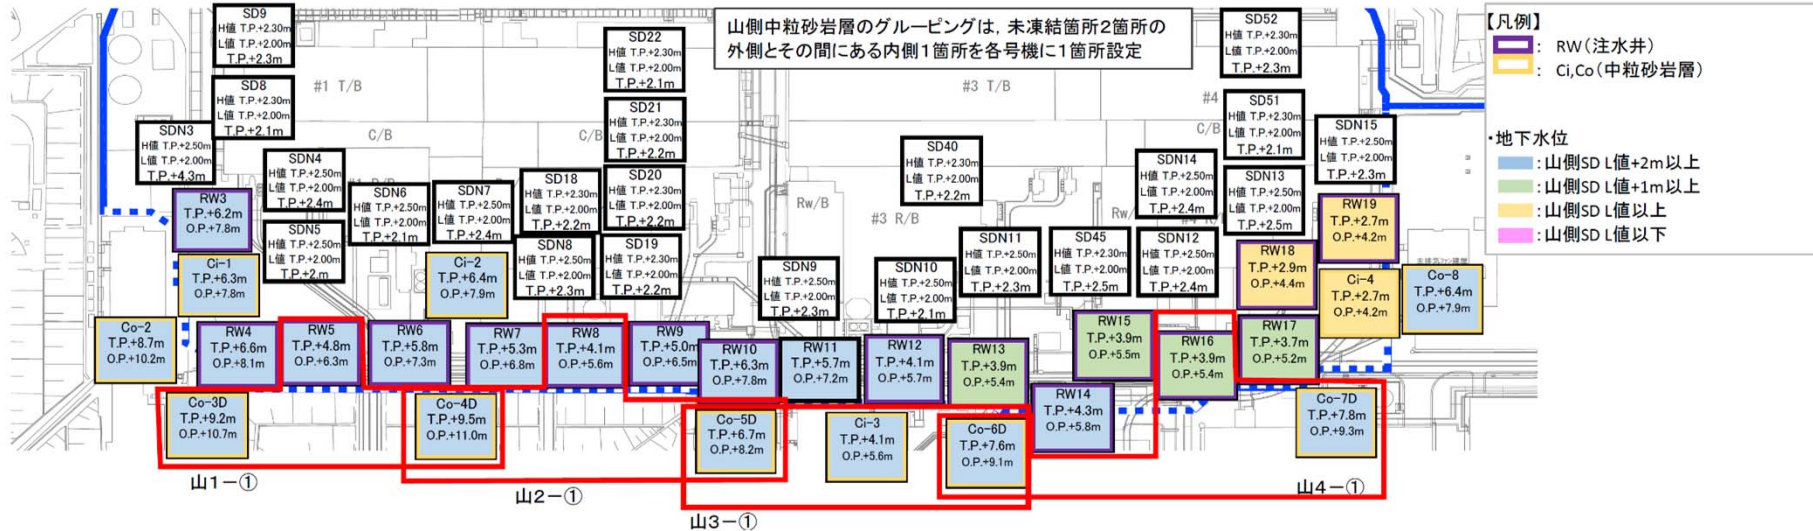 山側中粒砂岩層のグルーピングは，未凍結箇所2箇所の
外側とその間にある内側1箇所を各号機に1箇所設定
【凡例】
： RW（注水井）
： Ci,Co（中粒砂岩層）
・地下水位
：山側SD L値+2m以上
：山側SD L値+1m以上
：山側SD L値以上
：山側SD L値以下
SD9
H値 T.P.+2.30m
L値 T.P.+2.00m
T.P.+2.3m
SD8
H値 T.P.+2.30m
L値 T.P.+2.00m
T.P.+2.1m
SDN3
H値 T.P.+2.50m
L値 T.P.+2.00m
T.P.+4.3m
SDN4
H値 T.P.+2.50m
L値 T.P.+2.00m
T.P.+2.4m
SDN5
H値 T.P.+2.50m
L値 T.P.+2.00m
T.P.+2.m
SDN6
H値 T.P.+2.50m
L値 T.P.+2.00m
T.P.+2.1m
SDN7
H値 T.P.+2.50m
L値 T.P.+2.00m
T.P.+2.4m
SD18
H値 T.P.+2.30m
L値 T.P.+2.00m
T.P.+2.2m
SDN8
H値 T.P.+2.50m
L値 T.P.+2.00m
T.P.+2.3m
SD22
H値 T.P.+2.30m
L値 T.P.+2.00m
T.P.+2.1m
SD21
H値 T.P.+2.30m
L値 T.P.+2.00m
T.P.+2.2m
SD20
H値 T.P.+2.30m
L値 T.P.+2.00m
T.P.+2.2m
SD19
H値 T.P.+2.30m
L値 T.P.+2.00m
T.P.+2.2m
SDN9
H値 T.P.+2.50m
L値 T.P.+2.00m
T.P.+2.3m
SD40
H値 T.P.+2.30m
L値 T.P.+2.00m
T.P.+2.2m
SDN10
H値 T.P.+2.50m
L値 T.P.+2.00m
T.P.+2.1m
SDN11
H値 T.P.+2.50m
L値 T.P.+2.00m
T.P.+2.3m
SD45
H値 T.P.+2.30m
L値 T.P.+2.00m
T.P.+2.5m
SDN14
H値 T.P.+2.50m
L値 T.P.+2.00m
T.P.+2.4m
SDN12
H値 T.P.+2.50m
L値 T.P.+2.00m
T.P.+2.4m
SD52
H値 T.P.+2.30m
L値 T.P.+2.00m
T.P.+2.3m
SD51
H値 T.P.+2.30m
L値 T.P.+2.00m
T.P.+2.1m
SDN13
H値 T.P.+2.50m
L値 T.P.+2.00m
T.P.+2.5m
SDN15
H値 T.P.+2.50m
L値 T.P.+2.00m
T.P.+2.3m
#1 T/B
C/B
C/B
#3 T/B
C/B
#4
C/B
Rw/B
#3 R/B
RW3
T.P.+6.2m
O.P.+7.8m
Ci-1
T.P.+6.3m
O.P.+7.8m
Ci-2
T.P.+6.4m
O.P.+7.9m
Co-2
T.P.+8.7m
O.P.+10.2m
RW4
T.P.+6.6m
O.P.+8.1m
RW5
T.P.+4.8m
O.P.+6.3m
RW6
T.P.+5.8m
O.P.+7.3m
RW7
T.P.+5.3m
O.P.+6.8m
RW8
T.P.+4.1m
O.P.+5.6m
RW9
T.P.+5.0m
O.P.+6.5m
RW10
T.P.+6.3m
O.P.+7.8m
RW11
T.P.+5.7m
O.P.+7.2m
RW12
T.P.+4.1m
O.P.+5.7m
RW13
T.P.+3.9m
O.P.+5.4m
RW14
T.P.+4.3m
O.P.+5.8m
RW15
T.P.+3.9m
O.P.+5.5m
RW16
T.P.+3.9m
O.P.+5.4m
RW17
T.P.+3.7m
O.P.+5.2m
RW18
T.P.+2.9m
O.P.+4.4m
RW19
T.P.+2.7m
O.P.+4.2m
Ci-4
T.P.+2.7m
O.P.+4.2m
Co-8
T.P.+6.4m
O.P.+7.9m
Co-3D
T.P.+9.2m
O.P.+10.7m
Co-4D
T.P.+9.5m
O.P.+11.0m
Co-5D
T.P.+6.7m
O.P.+8.2m
Ci-3
T.P.+4.1m
O.P.+5.6m
Co-6D
T.P.+7.6m
O.P.+9.1m
Co-7D
T.P.+7.8m
O.P.+9.3m
山1－①
山2－①
山3－①
山4－①